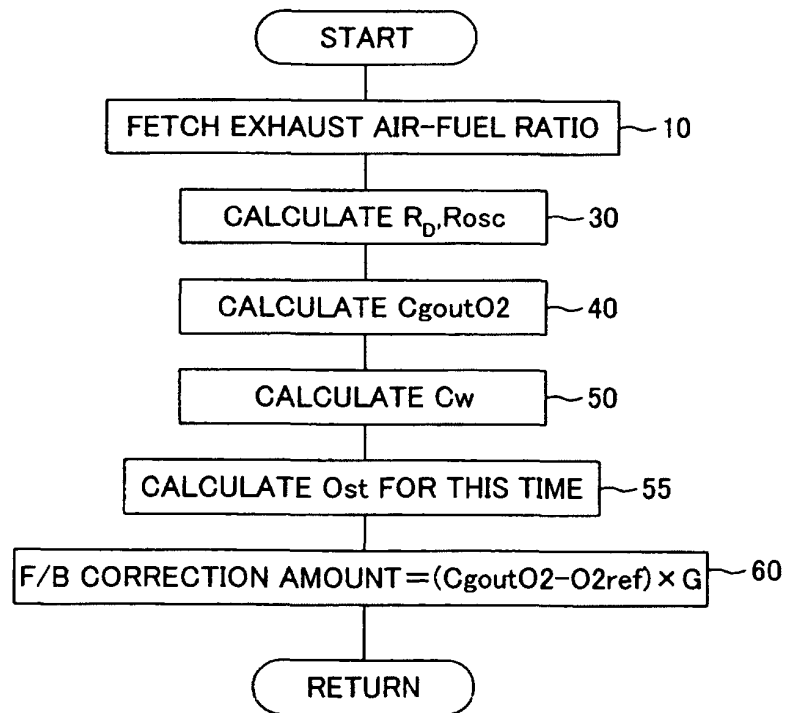 START
FETCH EXHAUST AIR-FUEL RATIO 10
CALCULATE R_D,Rosc 30
CALCULATE CgoutO2 40
CALCULATE Cw 50
CALCULATE Ost FOR THIS TIME 55
F/B CORRECTION AMOUNT=(CgoutO2-O2ref)×G 60
RETURN